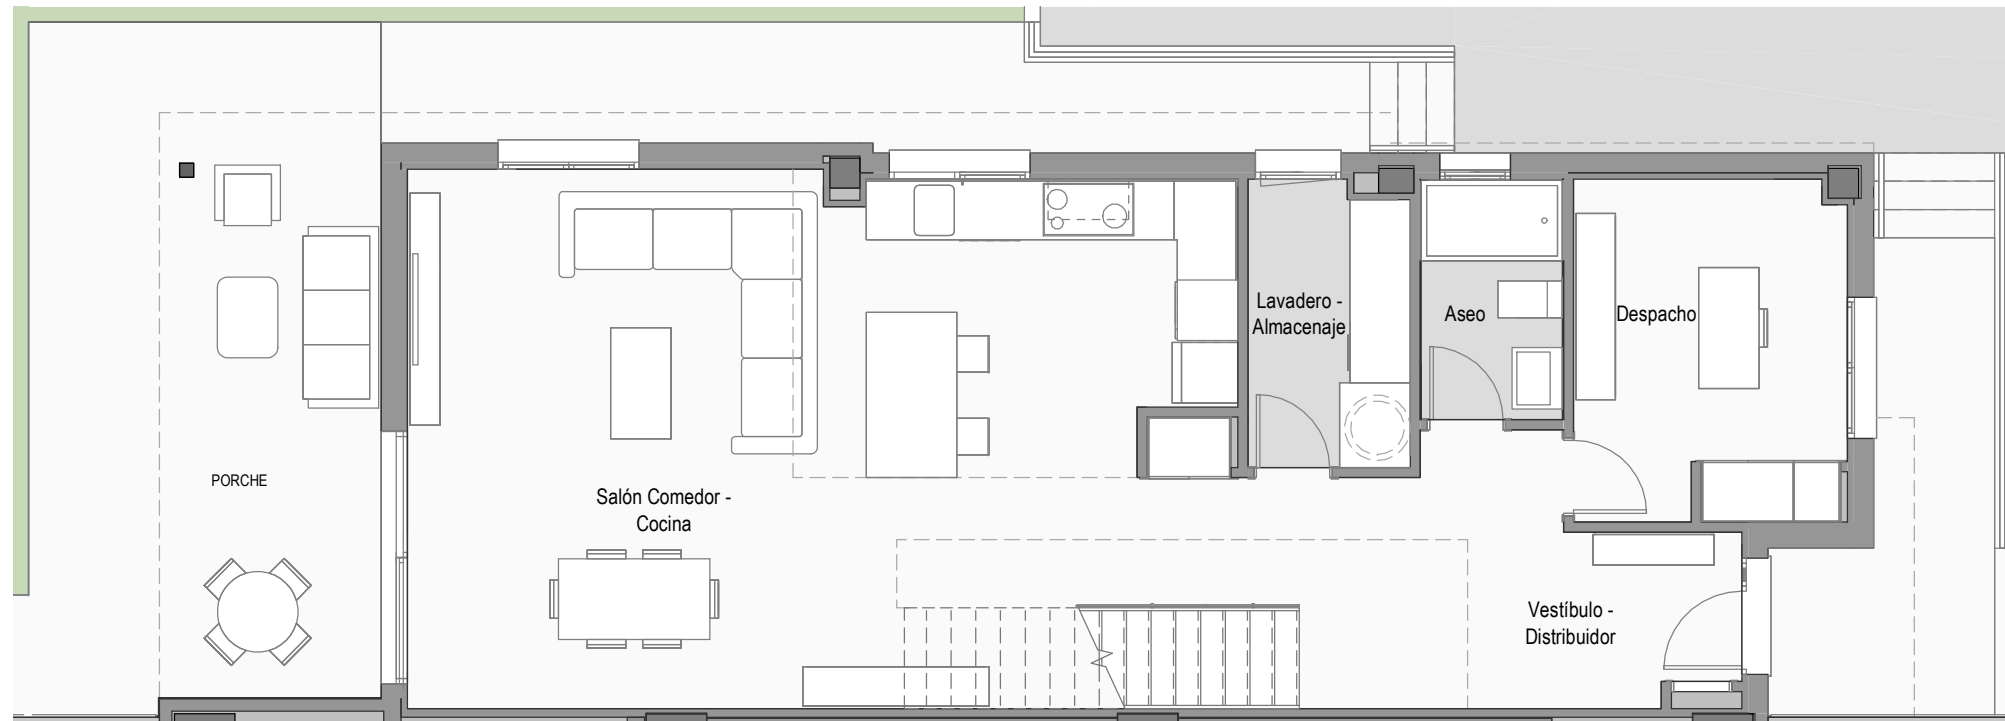 Lavadero -
Almacenaje
Aseo
Despacho
PORCHE
Salón Comedor -
Cocina
Vestíbulo -
Distribuidor